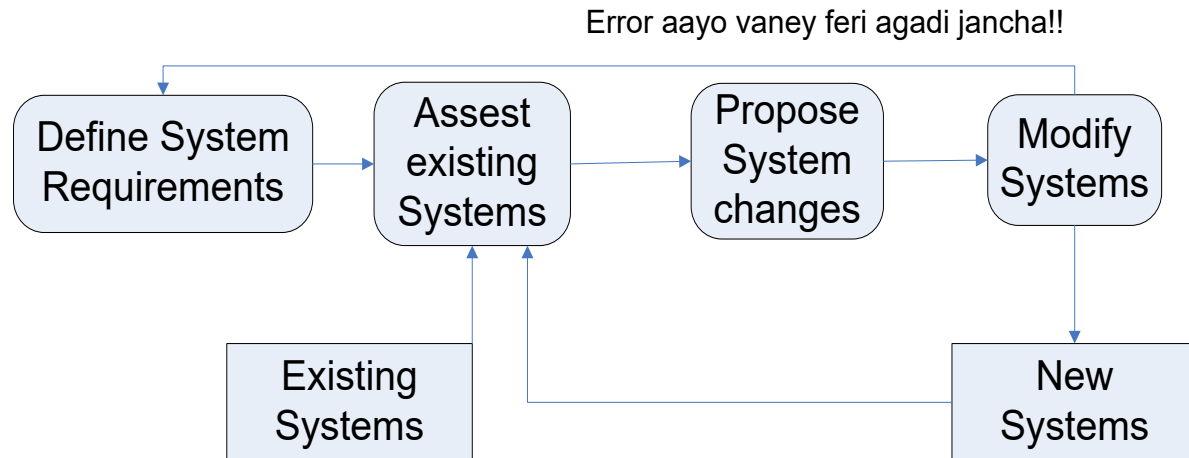 Error aayo vaney feri agadi jancha!!
Define System
Requirements
Assest
existing
Systems
Propose
System
changes
Modify
Systems
Existing
Systems
New
Systems